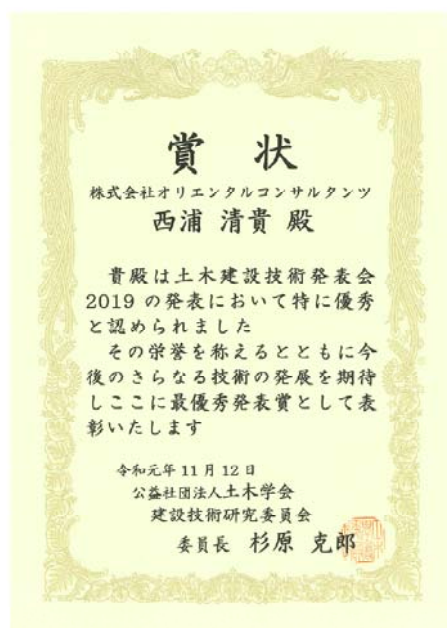 賞 状
株式会社オリエンタルコンサルタンツ
西浦 清貴 殿
貴殿は土木建設技術発表会
2019 の発表において特に優秀
と認められました
その栄誉を称えるとともに今
後のさらなる技術の発展を期待
しここに最優秀発表賞として表
彰いたします
令和元年 11 月 12 日
公益社団法人土木学会
建設技術研究委員会
委員長 杉原 克郎